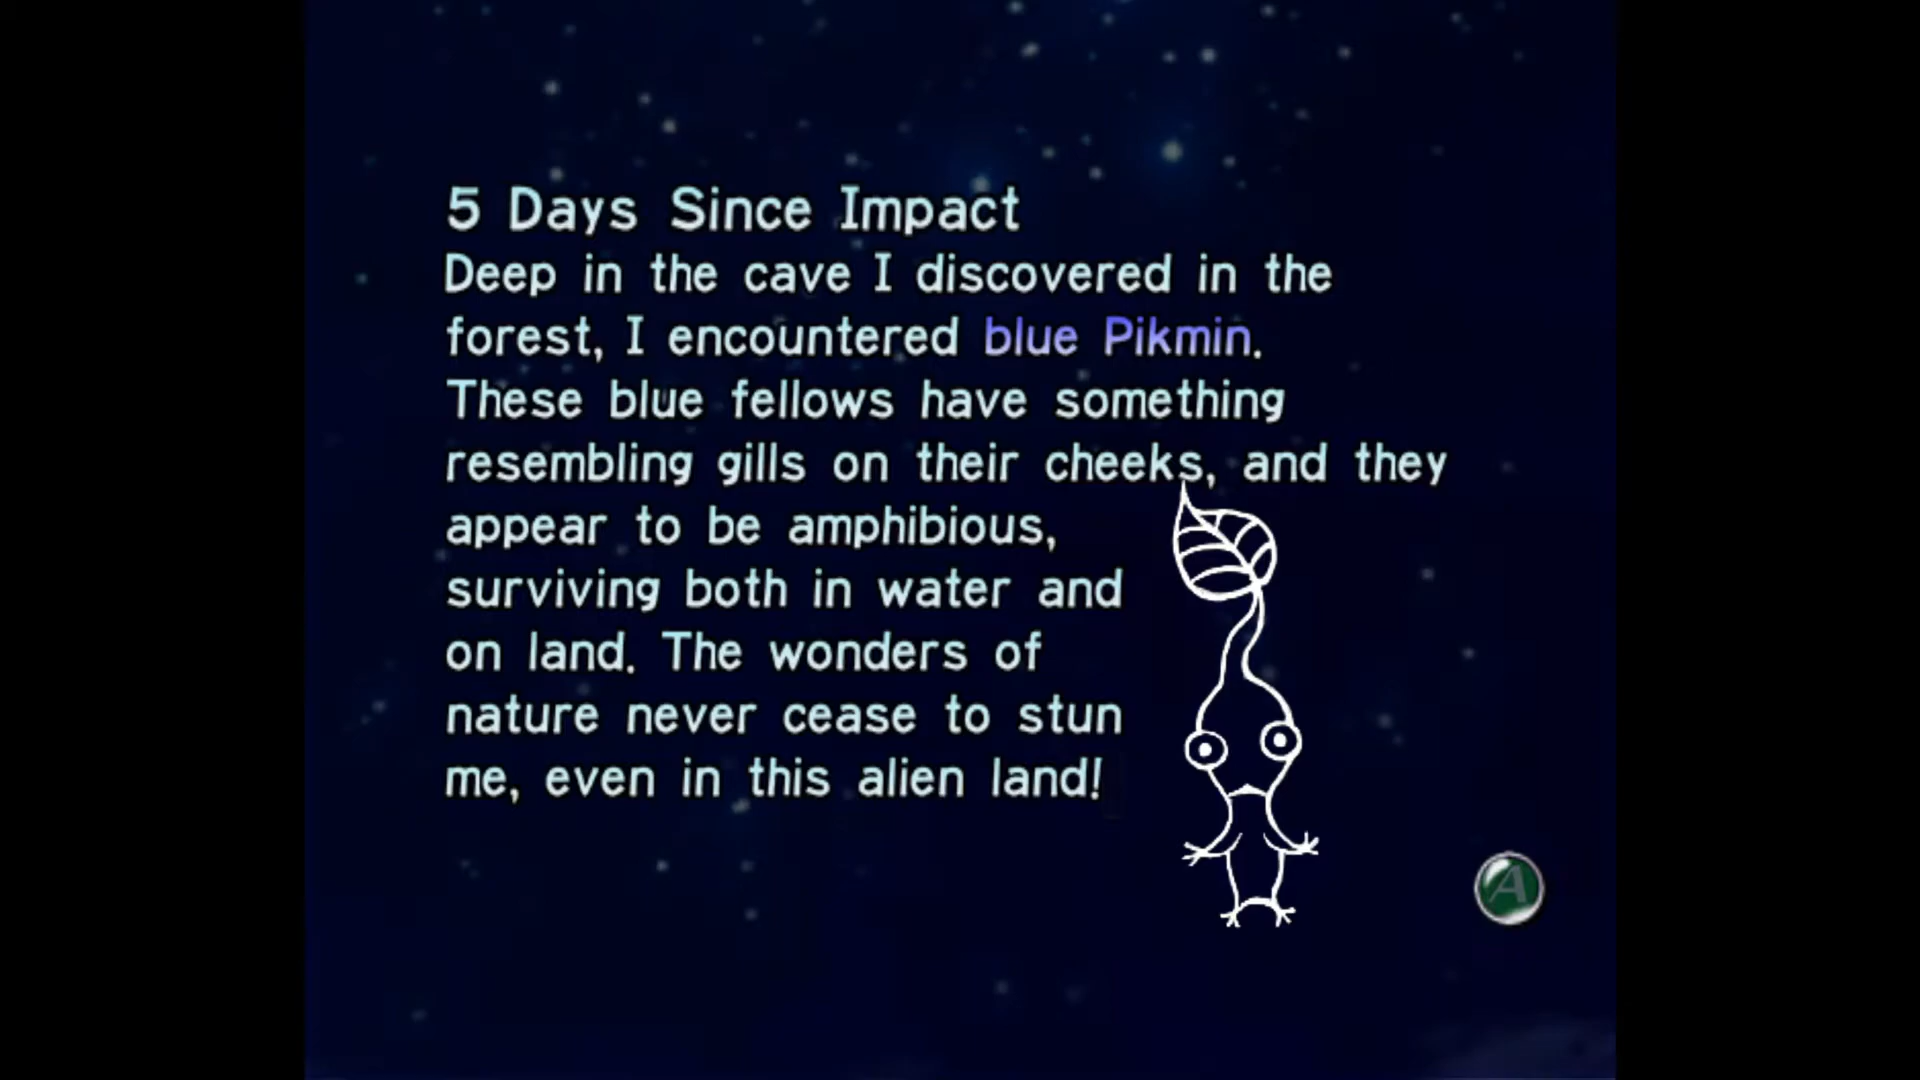 5 Days Since Impact
Deep in the cave I discovered in the
forest, I encountered blue Pikmin.
These blue fellows have something
resembling gills on their cheeks, and they
appear to be amphibious,
surviving both in water and
on land. The wonders of
nature never cease to stun
me, even in this alien land!
A